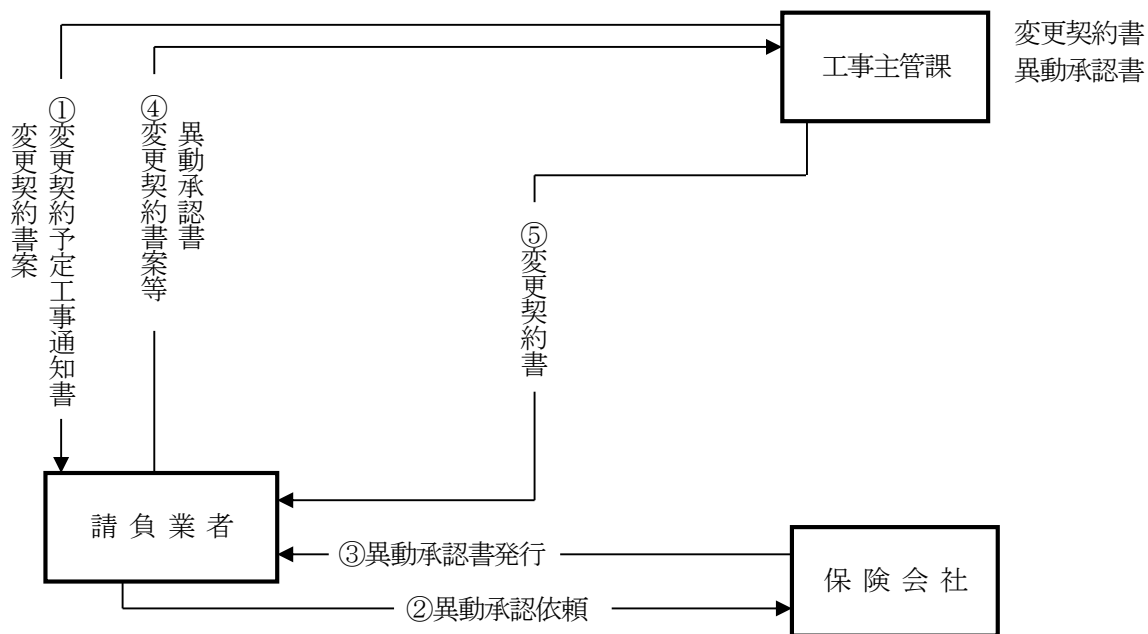 工事主管課
変更契約書
異動承認書
①変更契約予定工事通知書
変更契約書案
異動承認書
④変更契約書案等
⑤変更契約書
請負業者
③異動承認書発行
保険会社
②異動承認依頼